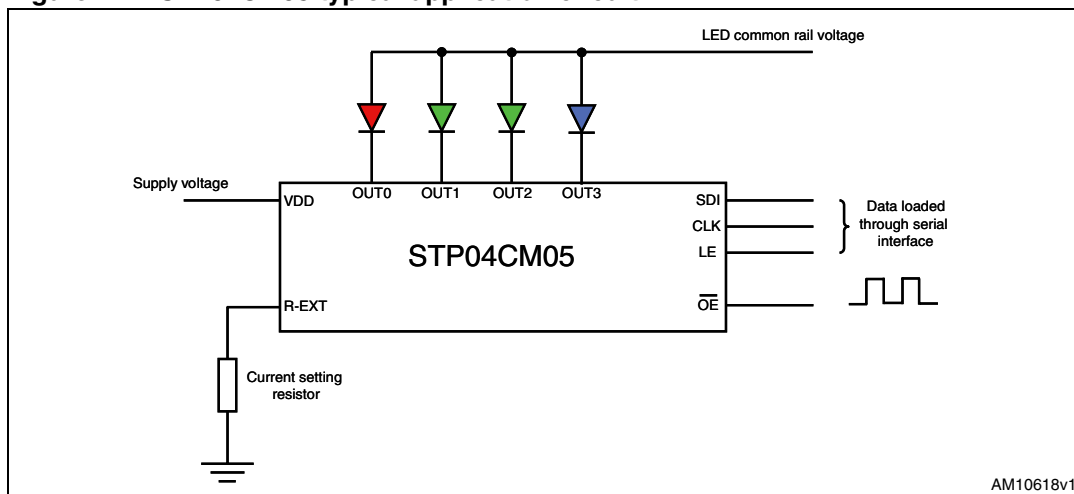 LED common rail voltage
Supply voltage
OUT0 OUT1 OUT2 OUT3
VDD
SDI
CLK
LE
Data loaded
through serial
interface
STP04CM05
R-EXT
OE
Current setting
resistor
AM10618v1